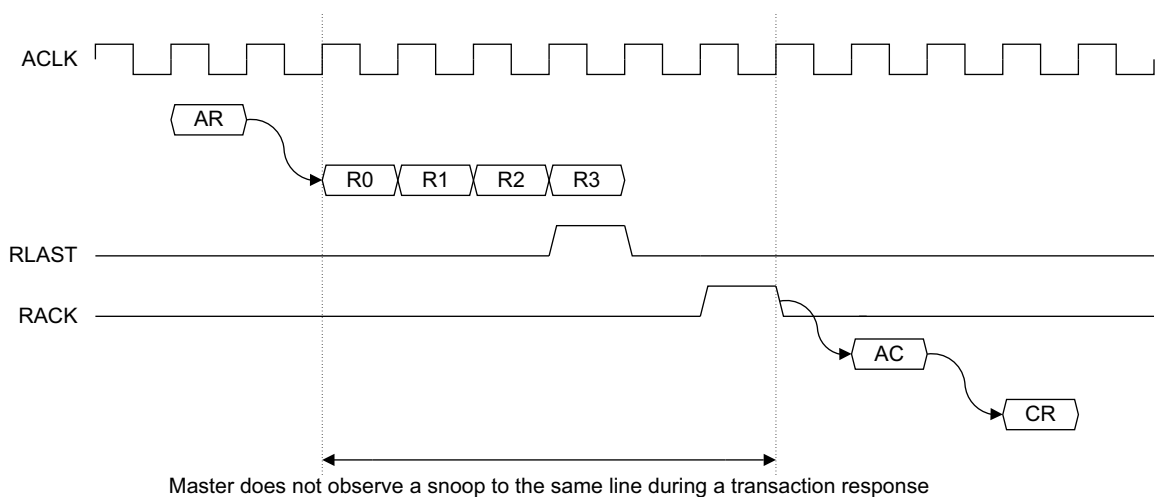 ACLK
AR
R0 R1 R2 R3
RLAST
RACK
AC
CR
Master does not observe a snoop to the same line during a transaction response